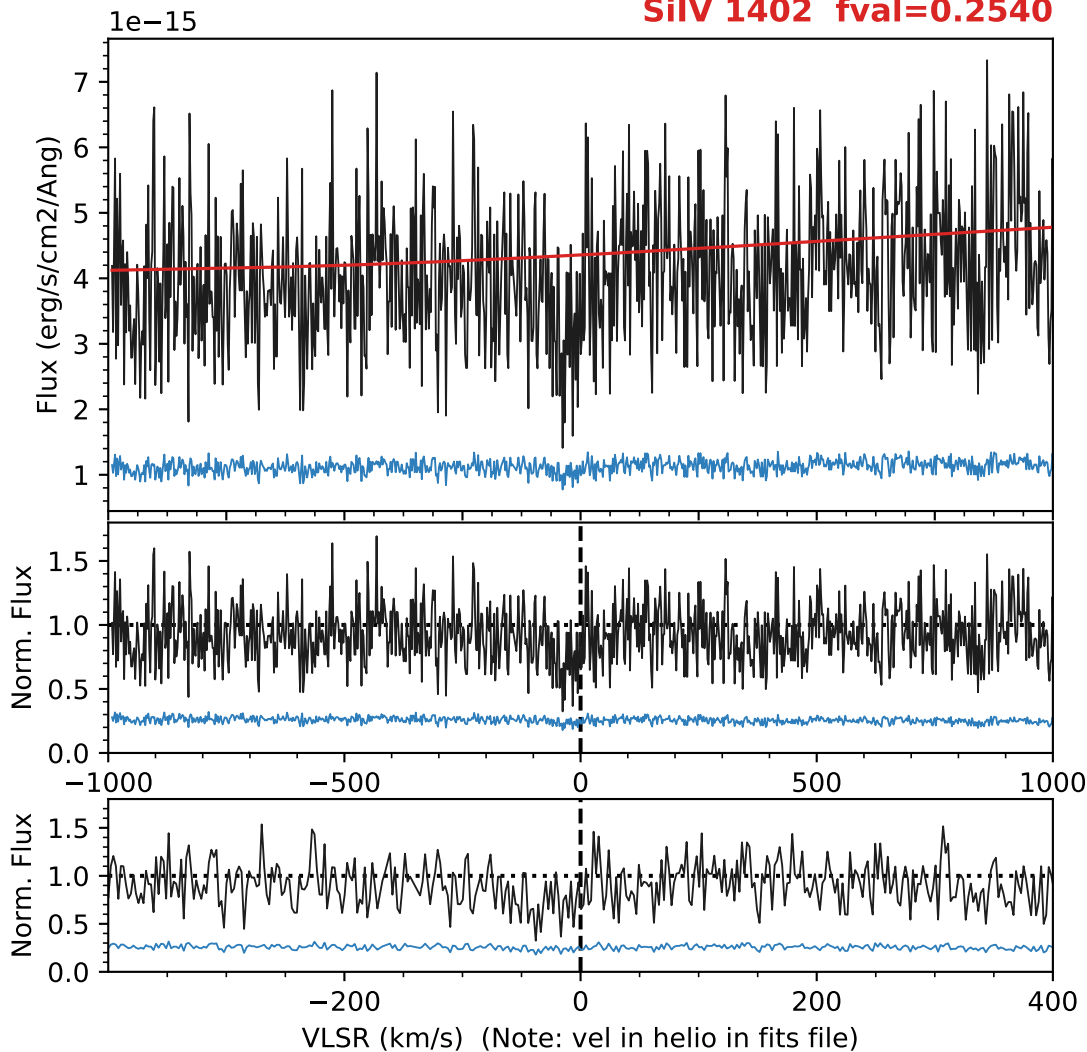 1e−15
SiIV 1402 fval=0.2540
7
6
5
4
3
2
1
Flux (erg/s/cm2/Ang)
1.5
1.0
0.5
0.0
Norm. Flux
−1000 −500 0 500 1000
1.5
1.0
0.5
0.0
Norm. Flux
−200 0 200 400
VLSR (km/s) (Note: vel in helio in fits file)